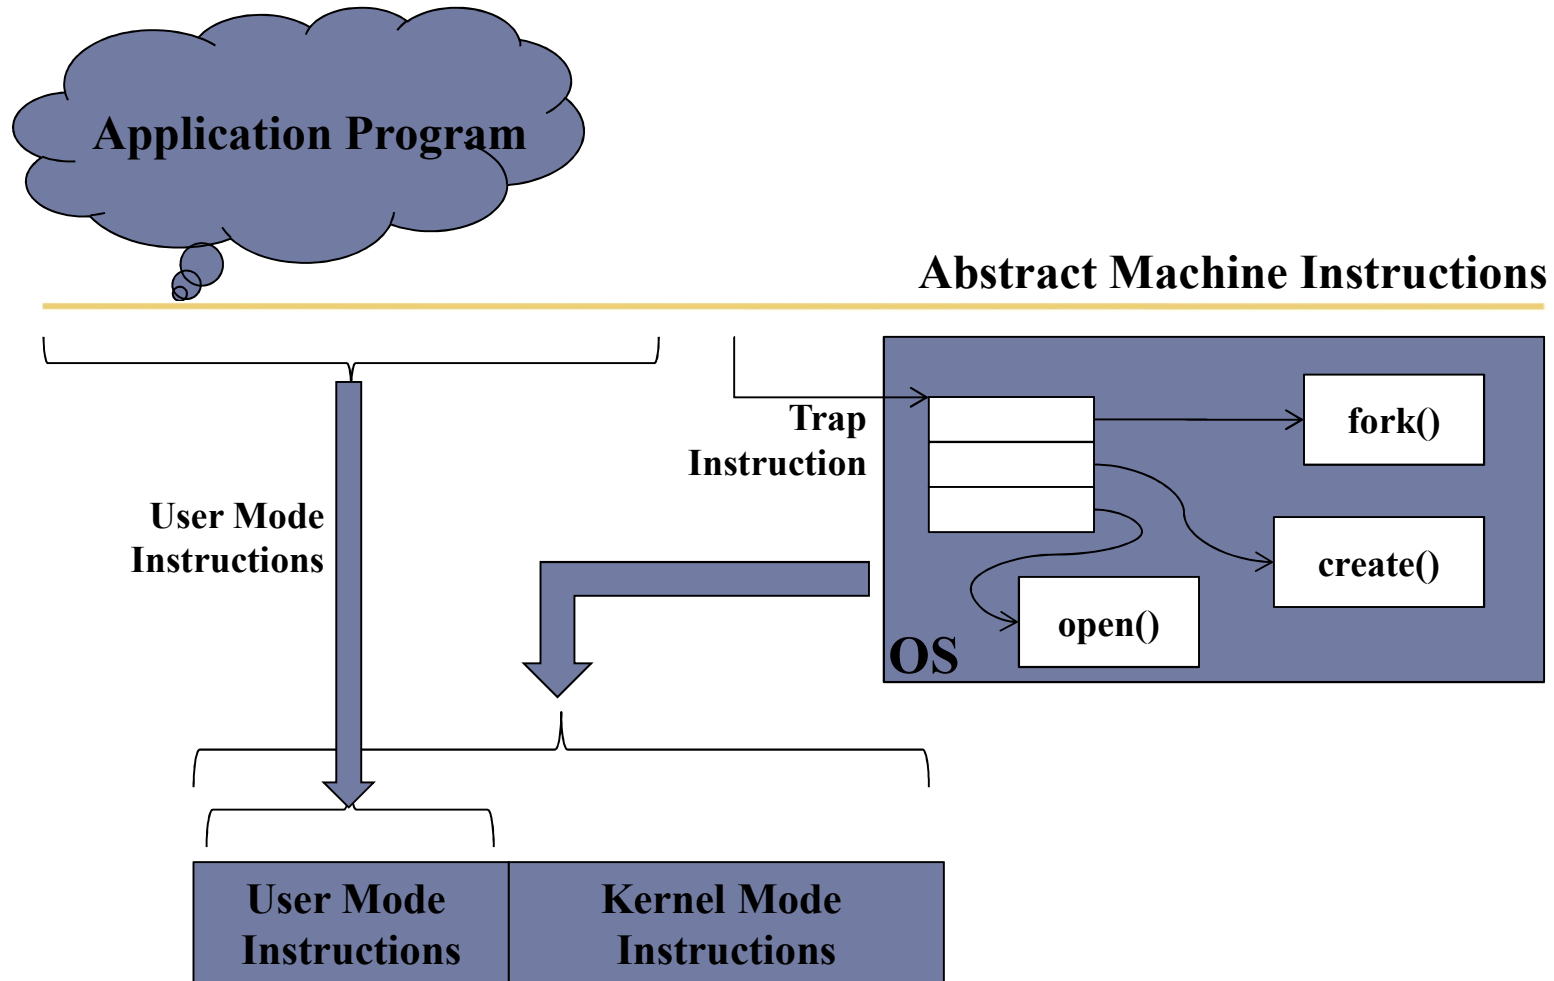 Application Program
Abstract Machine Instructions
Trap
Instruction
fork()
create()
open()
OS
User Mode
Instructions
User Mode
Instructions
Kernel Mode
Instructions